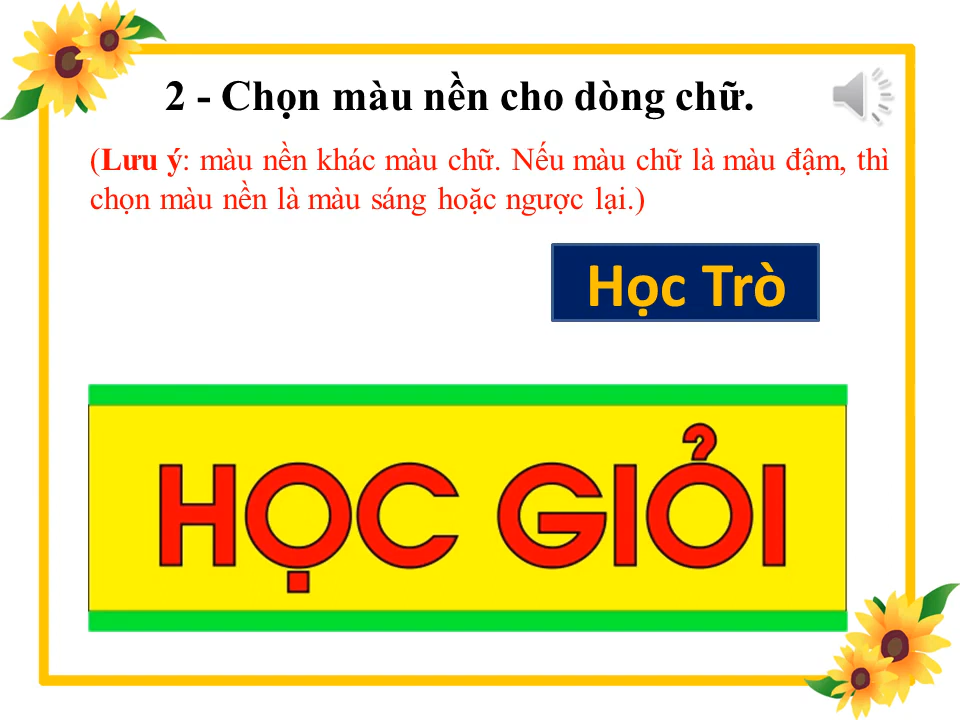 2 - Chọn màu nền cho dòng chữ.
(Lưu ý: màu nền khác màu chữ. Nếu màu chữ là màu đậm, thì
chọn màu nền là màu sáng hoặc ngược lại.)
Học Trò
HỌC GIỎI